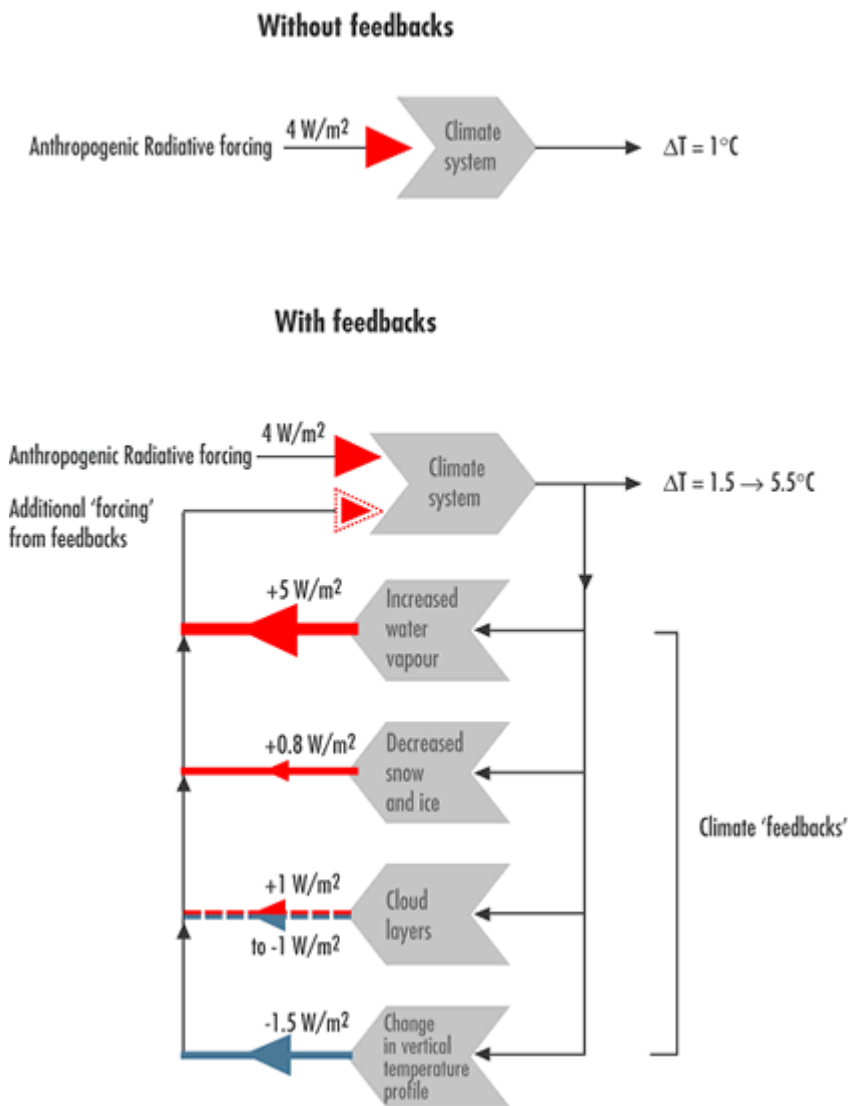 Without feedbacks
4 W/m2
Anthropogenic Radiative forcing
Climate
system
ΔT = 1°C
With feedbacks
4 W/m2
Anthropogenic Radiative forcing
Climate
system
ΔT = 1.5 → 5.5°C
Additional 'forcing'
from feedbacks
+5 W/m2
Increased
water
vapour
+0.8 W/m2
Decreased
snow
and ice
Climate 'feedbacks'
+1 W/m2
to -1 W/m2
Cloud
layers
-1.5 W/m2
Change
in vertical
temperature
profile